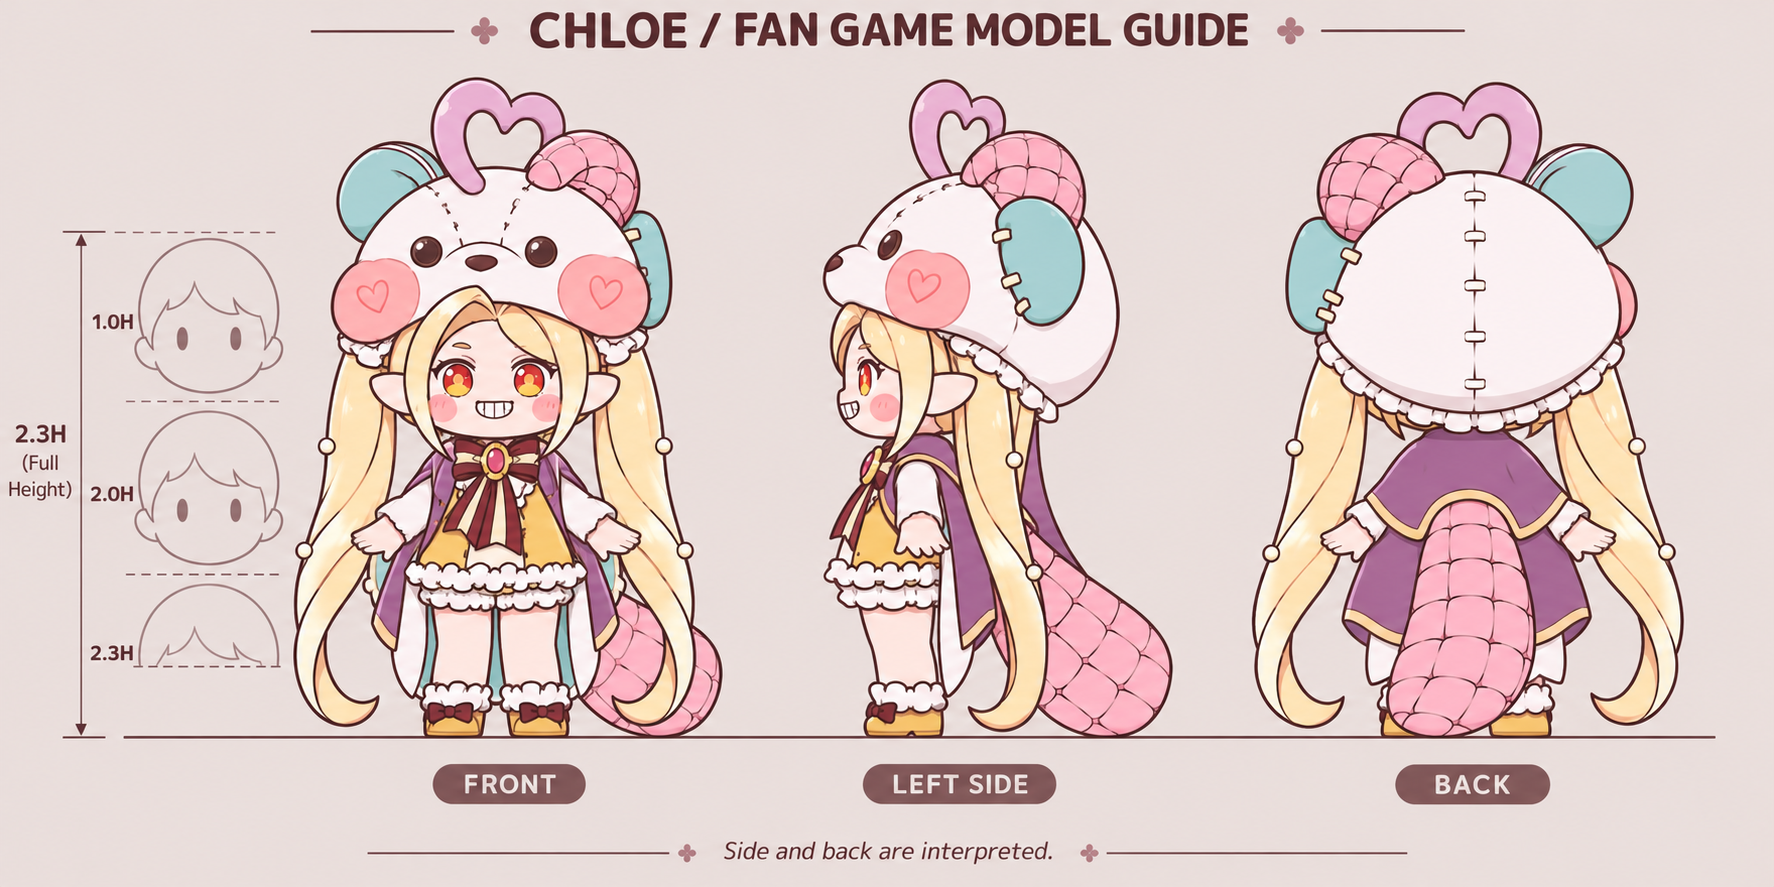 CHLOE / FAN GAME MODEL GUIDE
1.0H
2.3H
(Full
Height)
2.0H
2.3H
FRONT
LEFT SIDE
BACK
Side and back are interpreted.